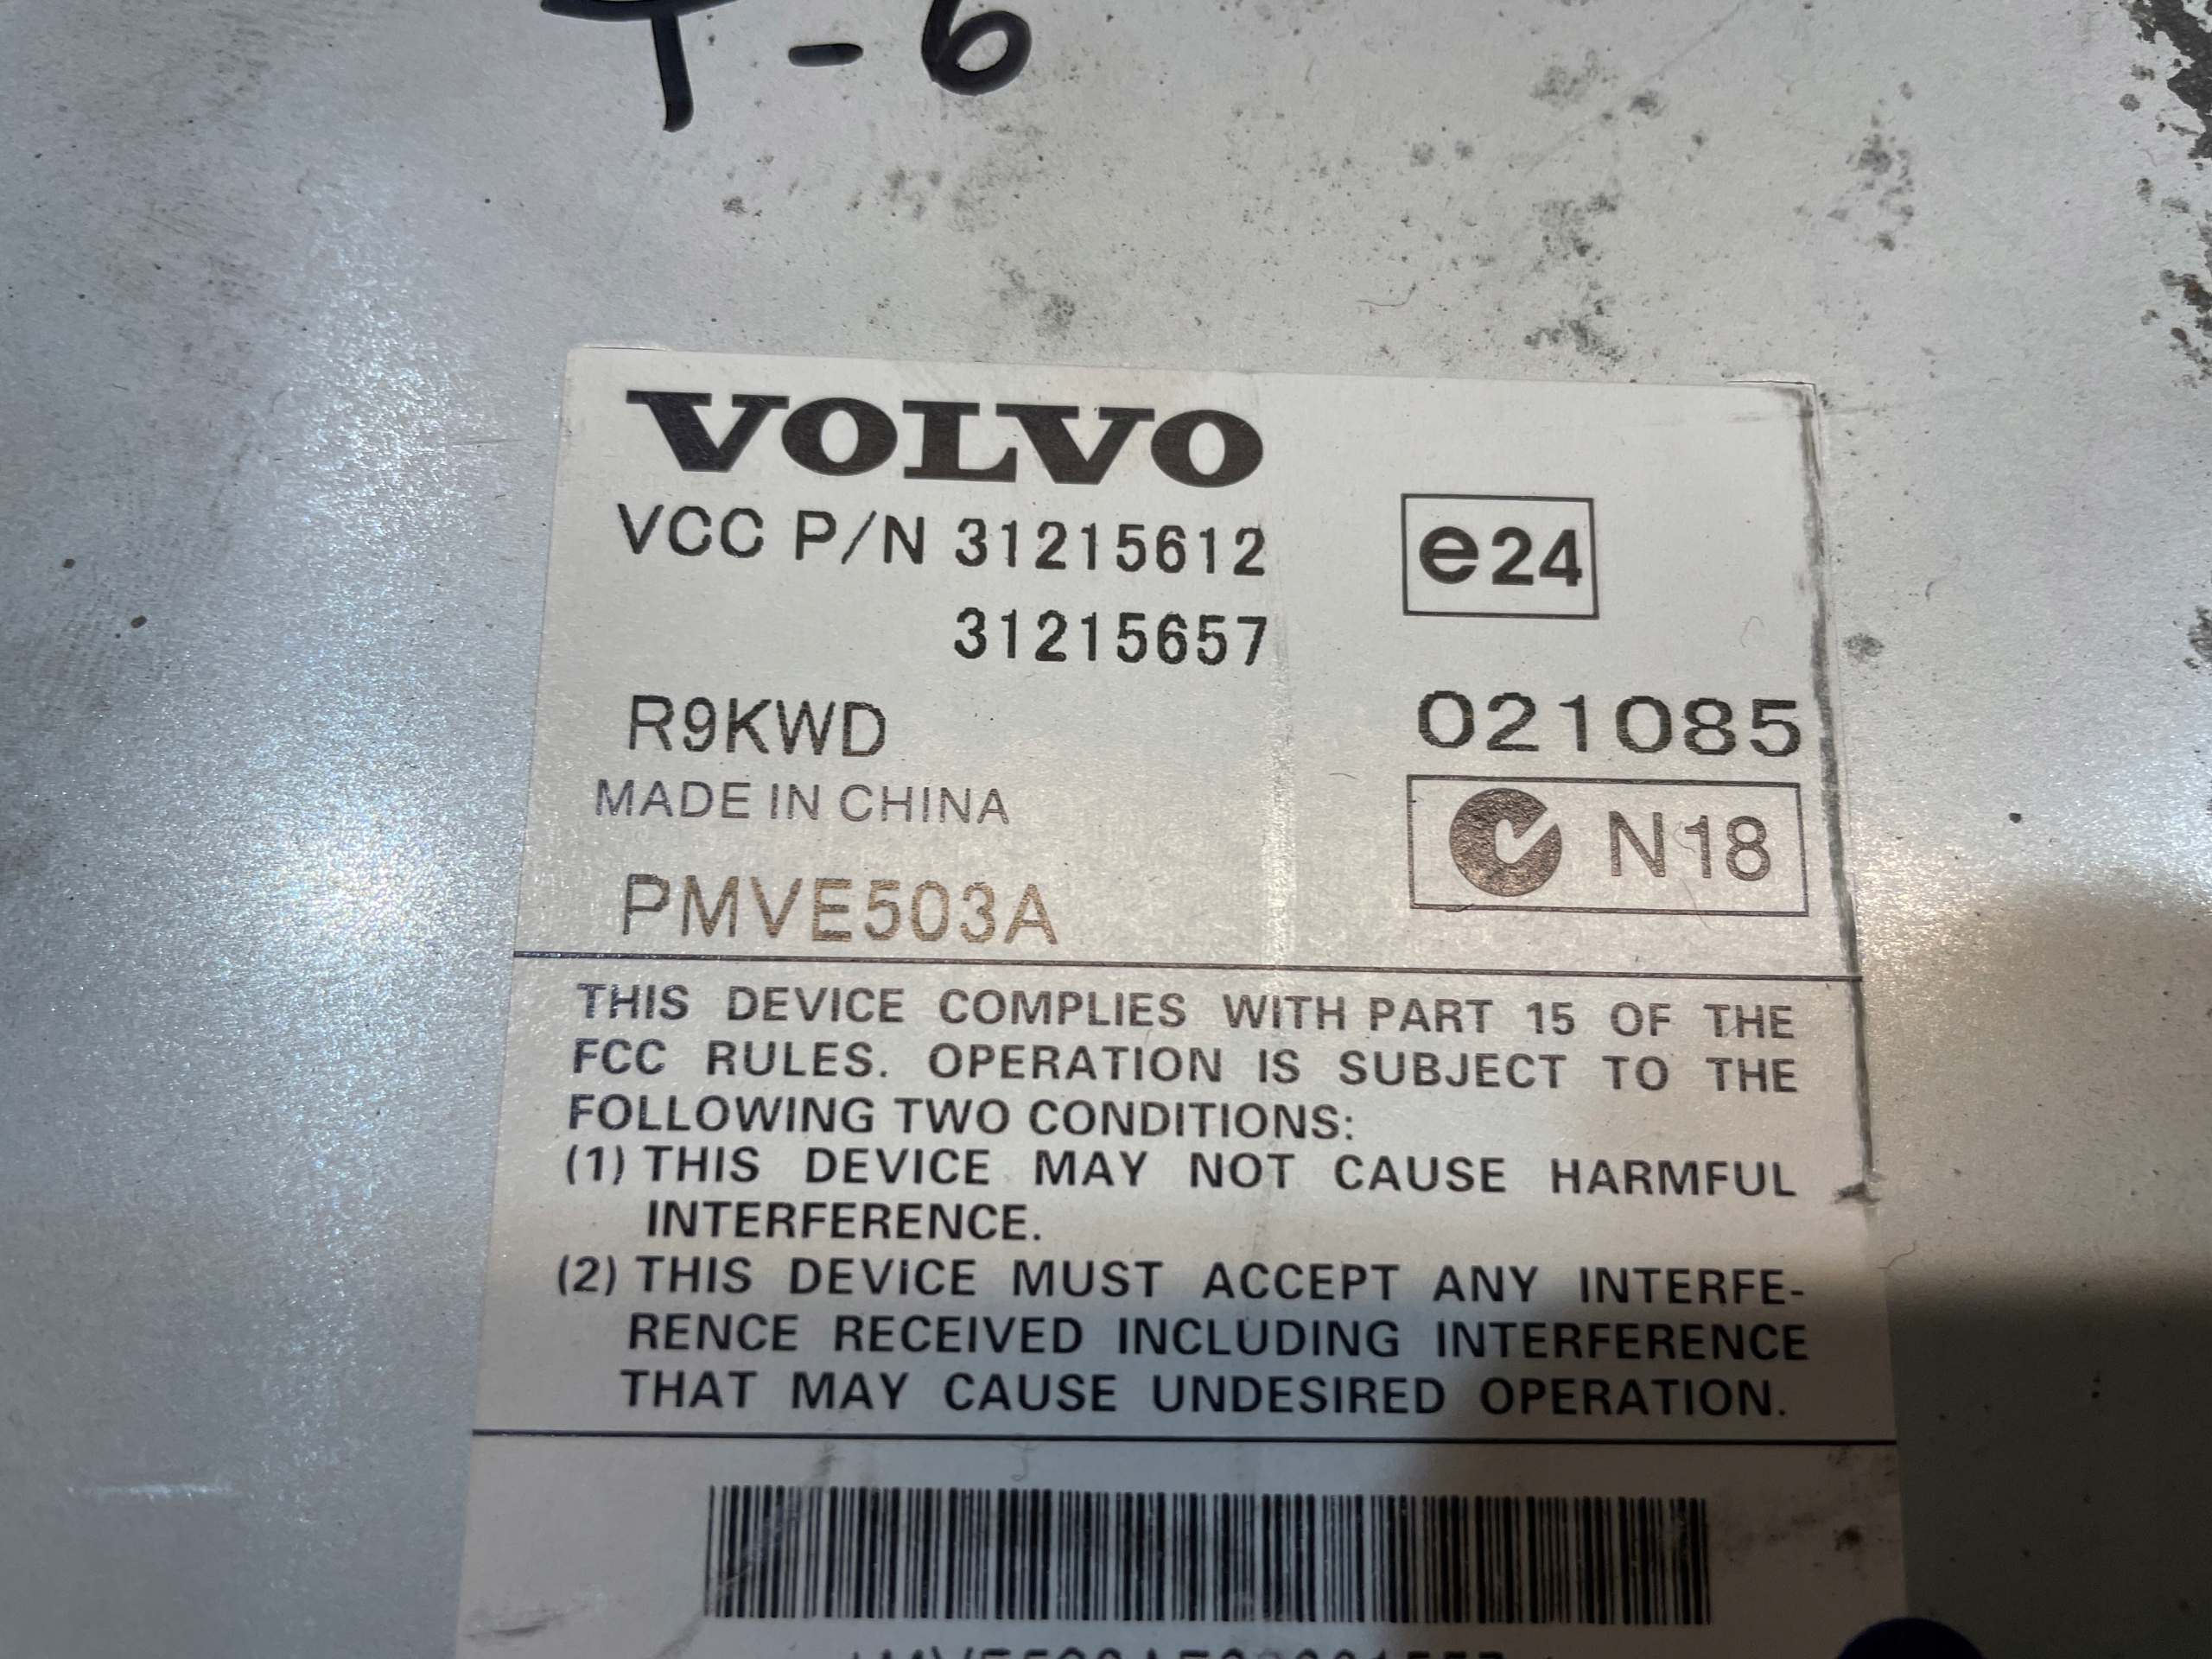 T-6
VOLVO
VCC P/N 31215612
31215657
e24
R9KWD
021085
MADE IN CHINA
N18
PMVE503A
THIS DEVICE COMPLIES WITH PART 15 OF THE
FCC RULES. OPERATION IS SUBJECT TO THE
FOLLOWING TWO CONDITIONS:
(1) THIS DEVICE MAY NOT CAUSE HARMFUL
INTERFERENCE.
(2) THIS DEVICE MUST ACCEPT ANY INTERFE-
RENCE RECEIVED INCLUDING INTERFERENCE
THAT MAY CAUSE UNDESIRED OPERATION.